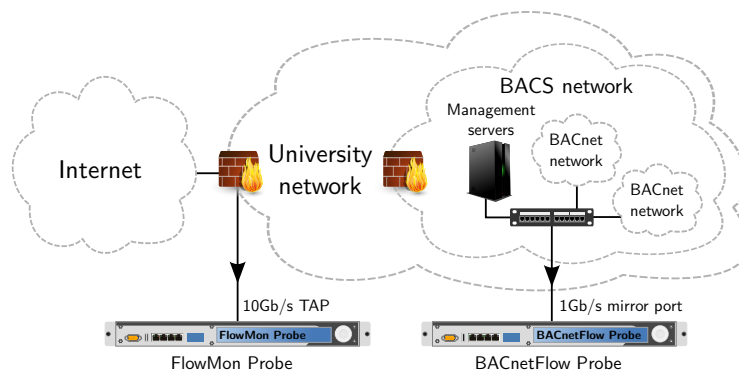 BACS network
Management
servers
BACnet
network
BACnet
network
Internet
University
network
10Gb/s TAP
1Gb/s mirror port
FlowMon Probe
BACnetFlow Probe
FlowMon Probe
BACnetFlow Probe